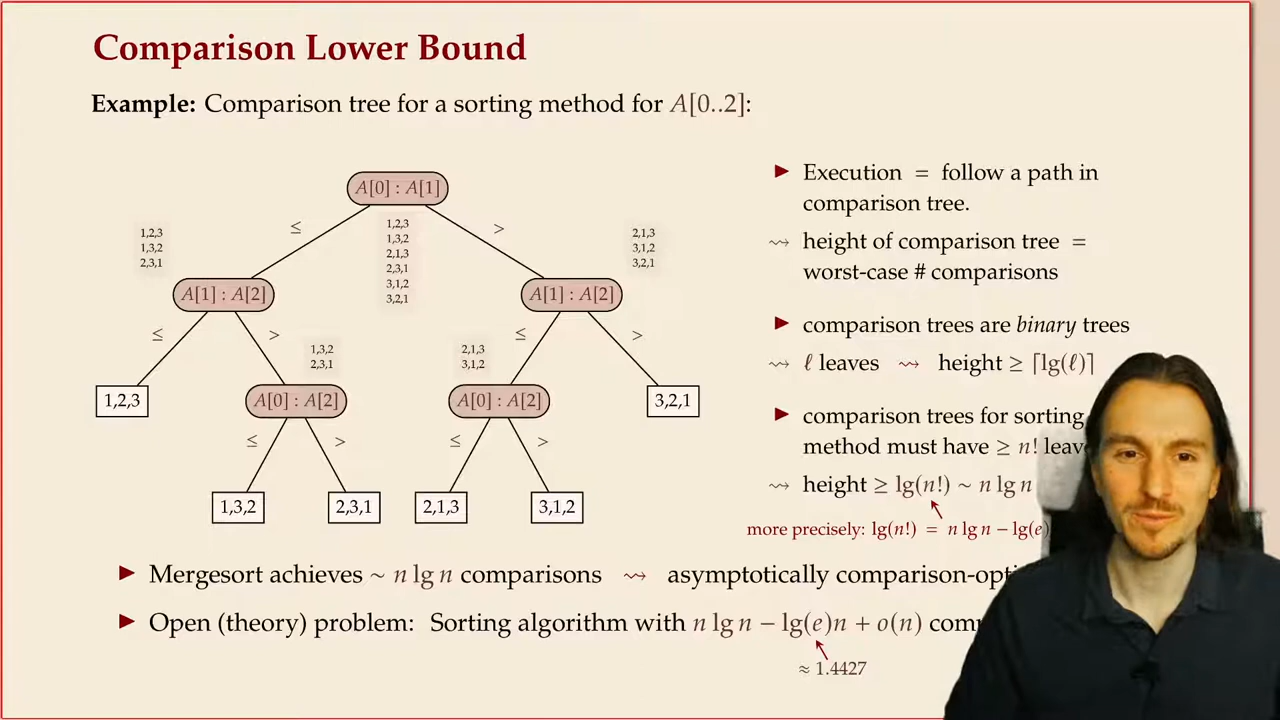 Comparison Lower Bound
Example: Comparison tree for a sorting method for A[0..2]:
A[0] : A[1]
≤
>
1,2,3
1,3,2
2,3,1
1,2,3
1,3,2
2,1,3
2,3,1
3,1,2
3,2,1
2,1,3
3,1,2
3,2,1
A[1] : A[2]
A[1] : A[2]
≤
>
≤
>
1,3,2
2,3,1
2,1,3
3,1,2
1,2,3
A[0] : A[2]
A[0] : A[2]
3,2,1
≤
>
≤
>
1,3,2
2,3,1
2,1,3
3,1,2
▶ Execution = follow a path in
comparison tree.
⇝ height of comparison tree =
worst-case # comparisons
▶ comparison trees are binary trees
⇝ ℓ leaves ⇝ height ≥ ⌈lg(ℓ)⌉
▶ comparison trees for sorting
method must have ≥ n! leav
⇝ height ≥ lg(n!) ∼ n lg n
more precisely: lg(n!) = n lg n − lg(e)
▶ Mergesort achieves ∼ n lg n comparisons ⇝ asymptotically comparison-opti
▶ Open (theory) problem: Sorting algorithm with n lg n − lg(e)n + o(n) com
≈ 1.4427